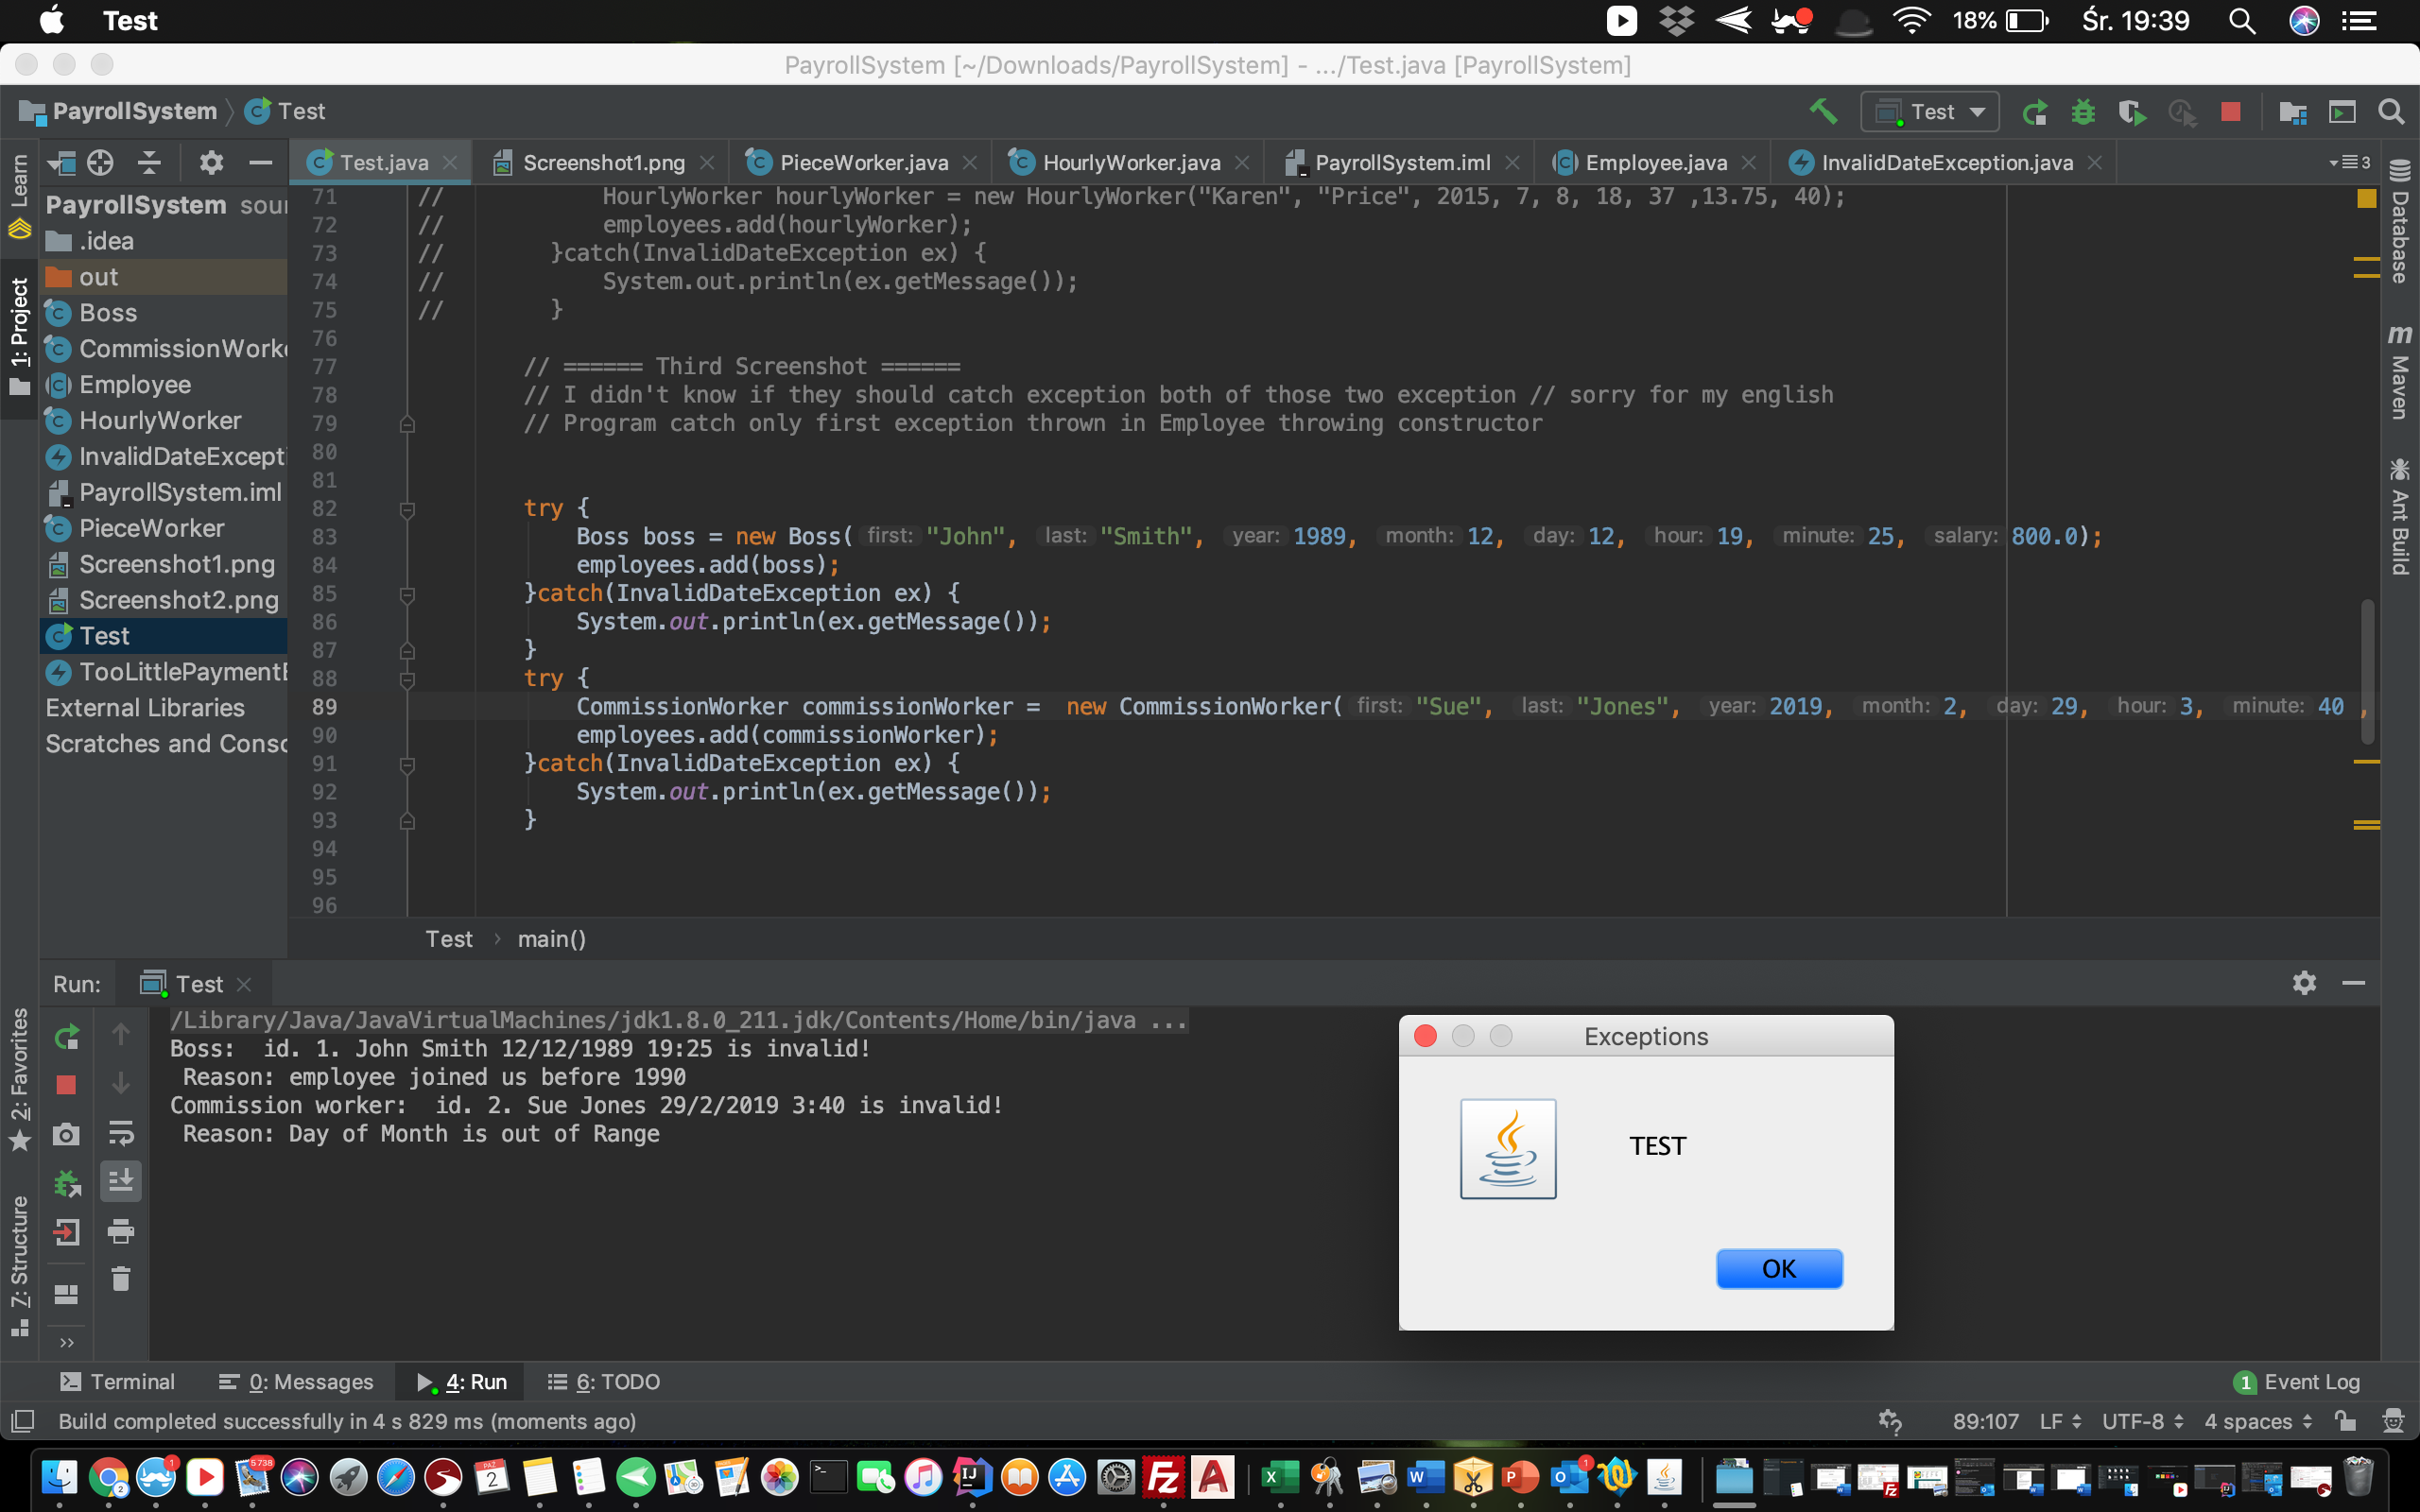 Test
18%
Śr. 19:39
PayrollSystem [~/Downloads/PayrollSystem] - .../Test.java [PayrollSystem]
PayrollSystem
Test
Test
Learn
1: Project
2: Favorites
7: Structure
Test.java
Screenshot1.png
PieceWorker.java
HourlyWorker.java
PayrollSystem.iml
Employee.java
InvalidDateException.java
3
PayrollSystem sour
.idea
out
Boss
CommissionWork
Employee
HourlyWorker
InvalidDateExcepti
PayrollSystem.iml
PieceWorker
Screenshot1.png
Screenshot2.png
Test
TooLittlePaymentE
External Libraries
Scratches and Conso
71 // HourlyWorker hourlyWorker = new HourlyWorker("Karen", "Price", 2015, 7, 8, 18, 37 ,13.75, 40);
72 // employees.add(hourlyWorker);
73 // }catch(InvalidDateException ex) {
74 // System.out.println(ex.getMessage());
75 // }
76
77 // ====== Third Screenshot ======
78 // I didn't know if they should catch exception both of those two exception // sorry for my english
79 // Program catch only first exception thrown in Employee throwing constructor
80
81
82 try {
83 Boss boss = new Boss( first: "John", last: "Smith", year: 1989, month: 12, day: 12, hour: 19, minute: 25, salary: 800.0);
84 employees.add(boss);
85 }catch(InvalidDateException ex) {
86 System.out.println(ex.getMessage());
87 }
88 try {
89 CommissionWorker commissionWorker = new CommissionWorker( first: "Sue", last: "Jones", year: 2019, month: 2, day: 29, hour: 3, minute: 40 ,
90 employees.add(commissionWorker);
91 }catch(InvalidDateException ex) {
92 System.out.println(ex.getMessage());
93 }
94
95
96
Test › main()
Database
m Maven
Ant Build
Run: Test
/Library/Java/JavaVirtualMachines/jdk1.8.0_211.jdk/Contents/Home/bin/java ...
Boss: id. 1. John Smith 12/12/1989 19:25 is invalid!
Reason: employee joined us before 1990
Commission worker: id. 2. Sue Jones 29/2/2019 3:40 is invalid!
Reason: Day of Month is out of Range
Exceptions
TEST
OK
Terminal
0: Messages
4: Run
6: TODO
1 Event Log
Build completed successfully in 4 s 829 ms (moments ago)
89:107 LF UTF-8 4 spaces